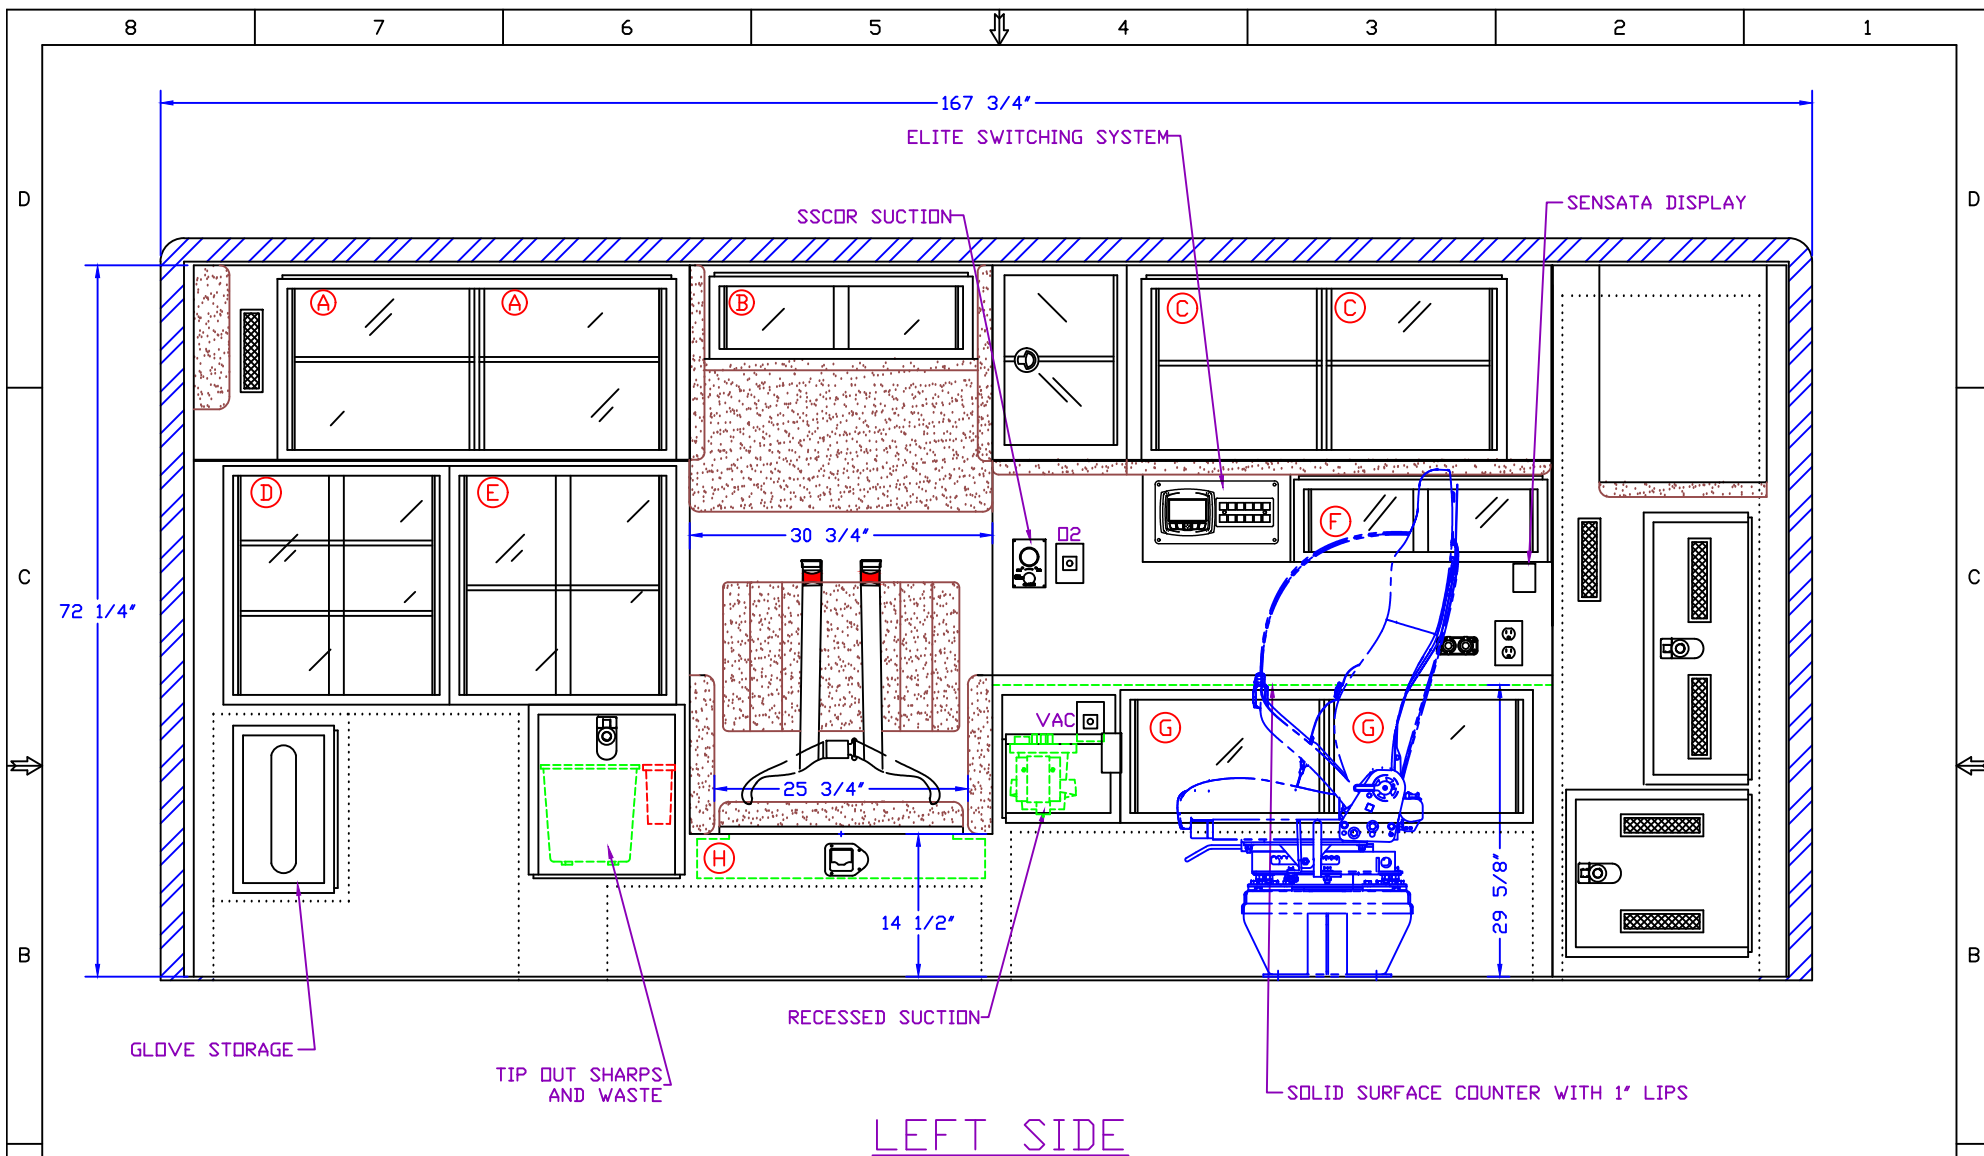 8 7 6 5 4 3 2 1
167 3/4"
ELITE SWITCHING SYSTEM
D
SSCOR SUCTION
SENSATA DISPLAY
D
A A B C C
D E
F
30 3/4"
O2
C
72 1/4"
C
VAC
G G
25 3/4"
H
14 1/2"
29 5/8"
B
B
RECESSED SUCTION
GLOVE STORAGE
TIP OUT SHARPS
AND WASTE
SOLID SURFACE COUNTER WITH 1" LIPS
LEFT SIDE